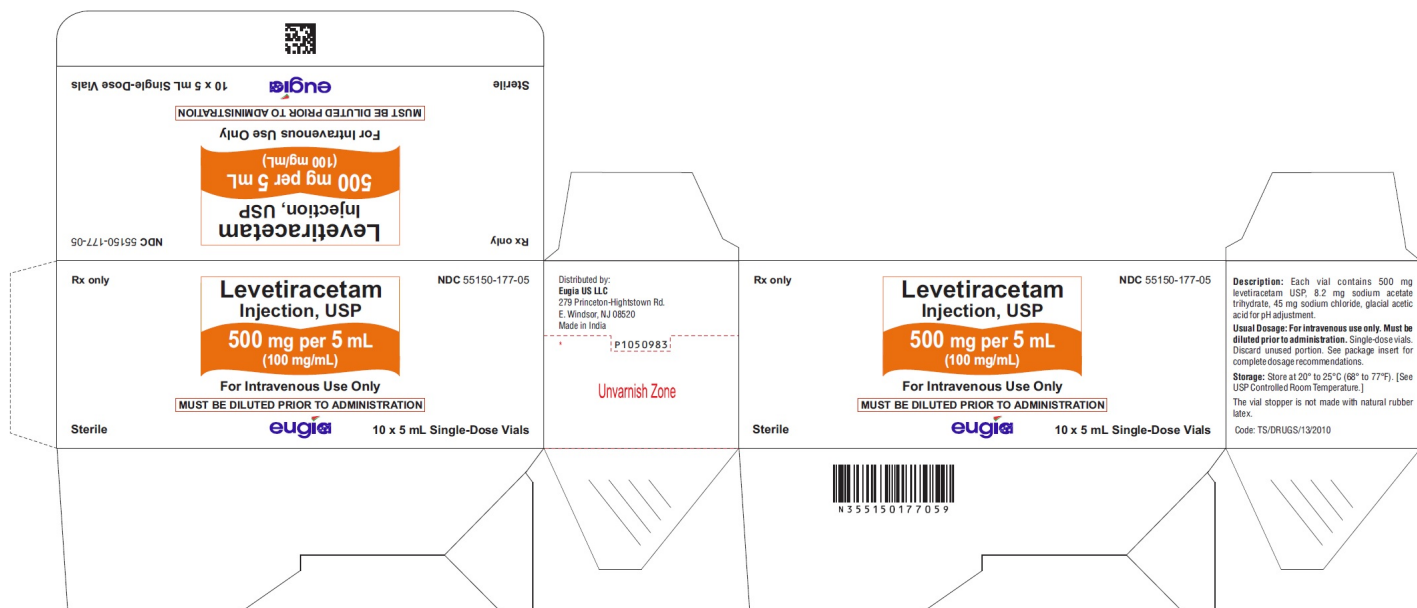 10 x 5 mL Single-Dose Vials
eugia
Sterile
MUST BE DILUTED PRIOR TO ADMINISTRATION
For Intravenous Use Only
500 mg per 5 mL
(100 mg/mL)
Levetiracetam
Injection, USP
NDC 55150-177-05
Rx only
Rx only
NDC 55150-177-05
Levetiracetam
Injection, USP
500 mg per 5 mL
(100 mg/mL)
For Intravenous Use Only
MUST BE DILUTED PRIOR TO ADMINISTRATION
Sterile
eugia
10 x 5 mL Single-Dose Vials
Distributed by:
Eugia US LLC
279 Princeton-Hightstown Rd.
E. Windsor, NJ 08520
Made in India
P1050983
Unvarnish Zone
Rx only
NDC 55150-177-05
Levetiracetam
Injection, USP
500 mg per 5 mL
(100 mg/mL)
For Intravenous Use Only
MUST BE DILUTED PRIOR TO ADMINISTRATION
Sterile
eugia
10 x 5 mL Single-Dose Vials
N355150177059
Description: Each vial contains 500 mg
levetiracetam USP, 8.2 mg sodium acetate
trihydrate, 45 mg sodium chloride, glacial acetic
acid for pH adjustment.
Usual Dosage: For intravenous use only. Must be
diluted prior to administration. Single-dose vials.
Discard unused portion. See package insert for
complete dosage recommendations.
Storage: Store at 20° to 25°C (68° to 77°F). [See
USP Controlled Room Temperature.]
The vial stopper is not made with natural rubber
latex.
Code: TS/DRUGS/13/2010